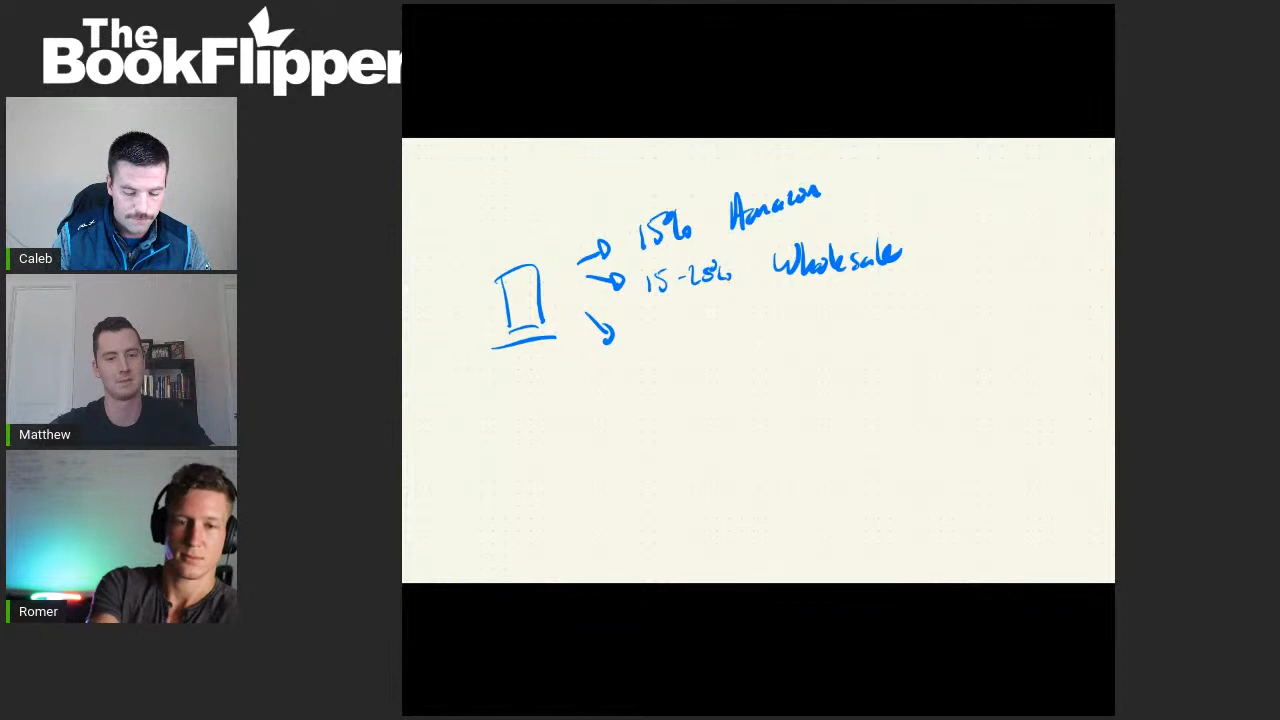 The
BookFlipper
Caleb
Matthew
Romer
15% Amazon
15-25% Wholesale